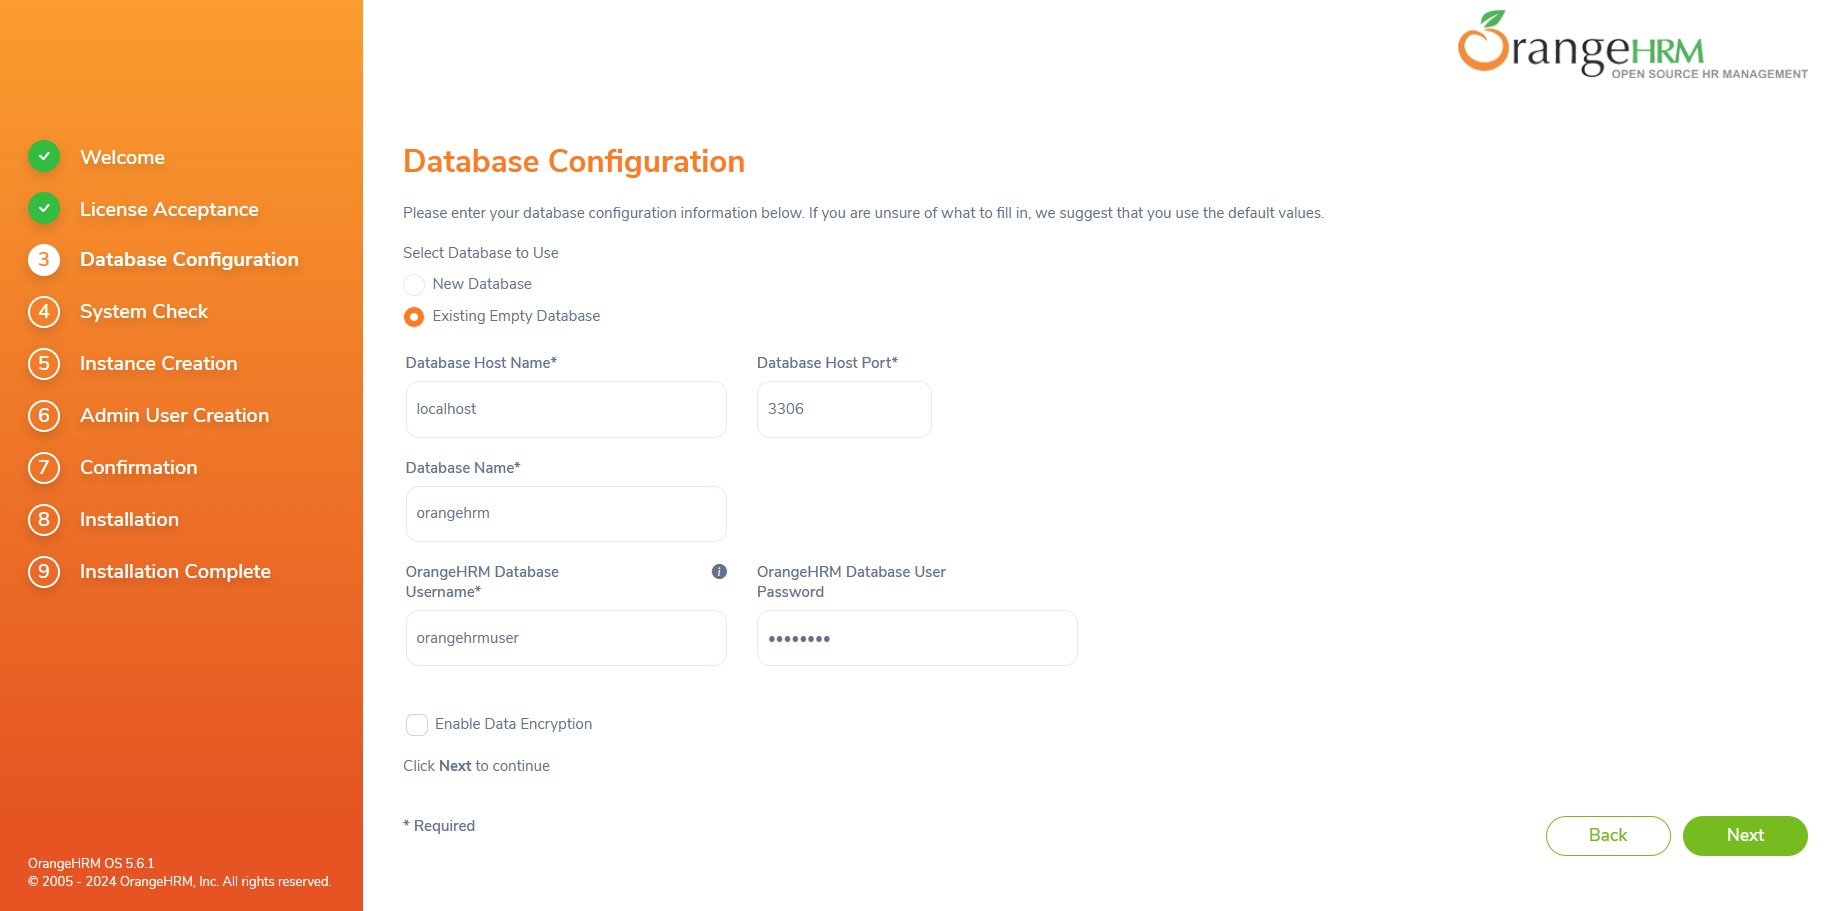 OrangeHRM
OPEN SOURCE HR MANAGEMENT
Welcome
License Acceptance
3 Database Configuration
4 System Check
5 Instance Creation
6 Admin User Creation
7 Confirmation
8 Installation
9 Installation Complete
OrangeHRM OS 5.6.1
© 2005 - 2024 OrangeHRM, Inc. All rights reserved.
Database Configuration
Please enter your database configuration information below. If you are unsure of what to fill in, we suggest that you use the default values.
Select Database to Use
New Database
Existing Empty Database
Database Host Name*
localhost
Database Host Port*
3306
Database Name*
orangehrm
OrangeHRM Database
Username*
orangehrmuser
OrangeHRM Database User
Password
••••••••
Enable Data Encryption
Click Next to continue
* Required
Back
Next